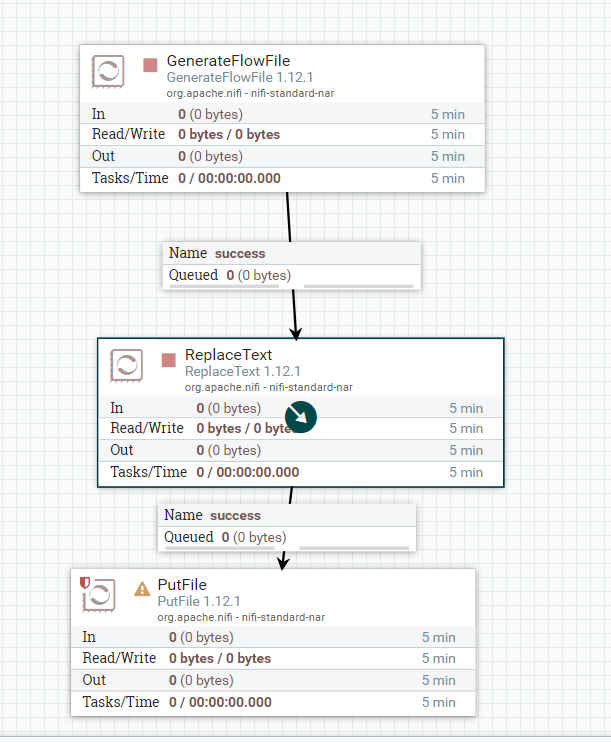 GenerateFlowFile
GenerateFlowFile 1.12.1
org.apache.nifi - nifi-standard-nar
In 0 (0 bytes) 5 min
Read/Write 0 bytes / 0 bytes 5 min
Out 0 (0 bytes) 5 min
Tasks/Time 0 / 00:00:00.000 5 min
Name success
Queued 0 (0 bytes)
ReplaceText
ReplaceText 1.12.1
org.apache.nifi - nifi-standard-nar
In 0 (0 bytes) 5 min
Read/Write 0 bytes / 0 bytes 5 min
Out 0 (0 bytes) 5 min
Tasks/Time 0 / 00:00:00.000 5 min
Name success
Queued 0 (0 bytes)
PutFile
PutFile 1.12.1
org.apache.nifi - nifi-standard-nar
In 0 (0 bytes) 5 min
Read/Write 0 bytes / 0 bytes 5 min
Out 0 (0 bytes) 5 min
Tasks/Time 0 / 00:00:00.000 5 min